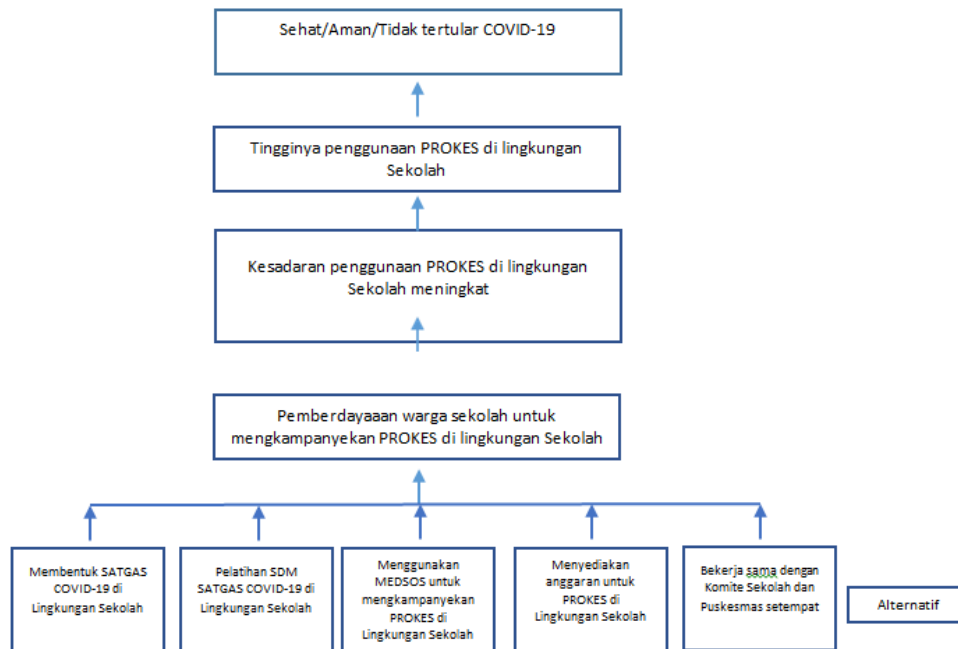 Sehat/Aman/Tidak tertular COVID-19
Tingginya penggunaan PROKES di lingkungan
Sekolah
Kesadaran penggunaan PROKES di lingkungan
Sekolah meningkat
Pemberdayaaan warga sekolah untuk
mengkampanyekan PROKES di lingkungan Sekolah
Membentuk SATGAS
COVID-19 di
Lingkungan Sekolah
Pelatihan SDM
SATGAS COVID-19 di
Lingkungan Sekolah
Menggunakan
MEDSOS untuk
mengkampanyekan
PROKES di
Lingkungan Sekolah
Menyediakan
anggaran untuk
PROKES di
Lingkungan Sekolah
Bekerja sama dengan
Komite Sekolah dan
Puskesmas setempat
Alternatif